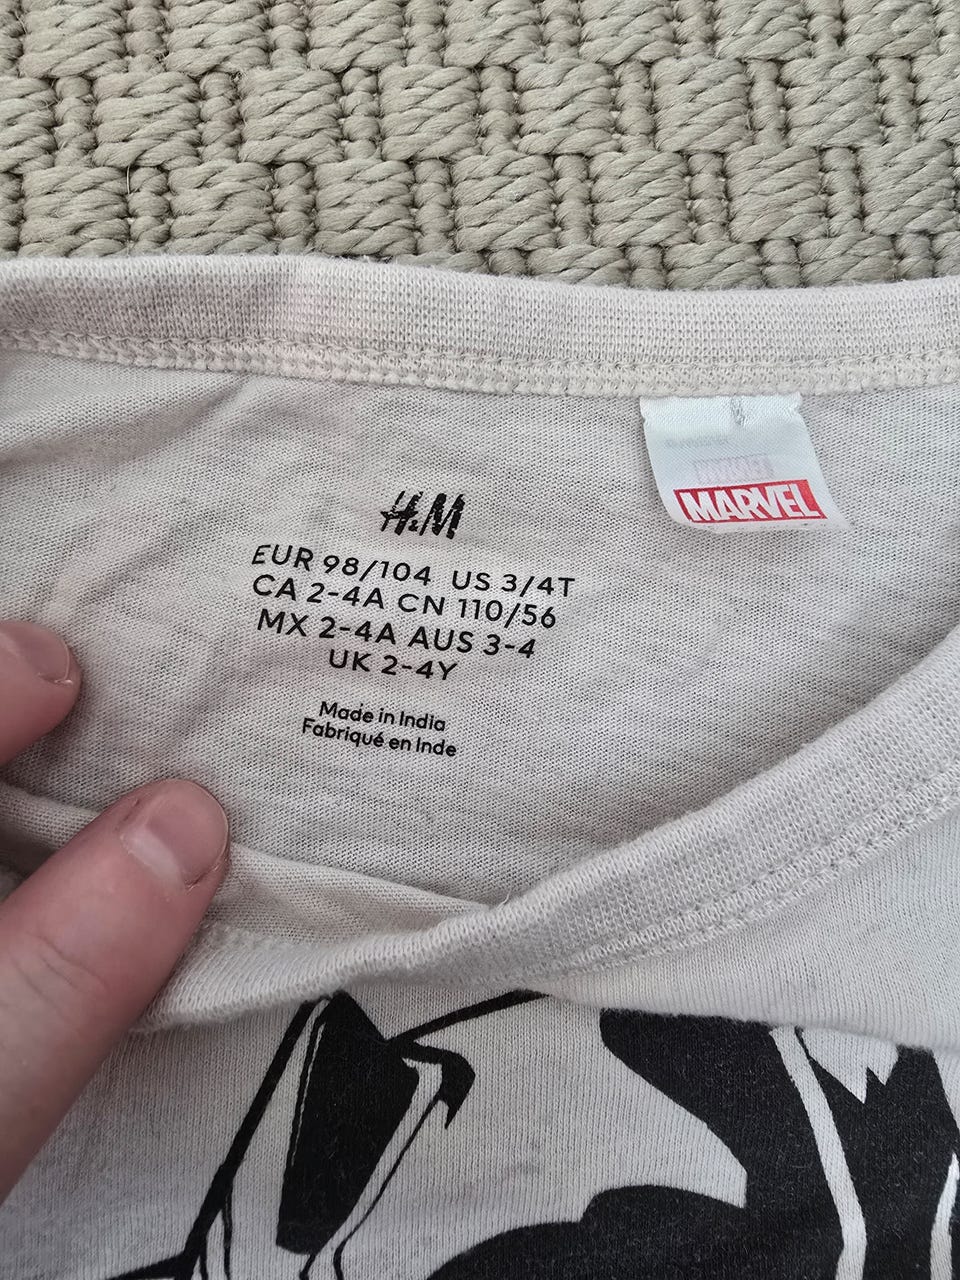 H&M
EUR 98/104 US 3/4T
CA 2-4A CN 110/56
MX 2-4A AUS 3-4
UK 2-4Y
Made in India
Fabriqué en Inde
MARVEL